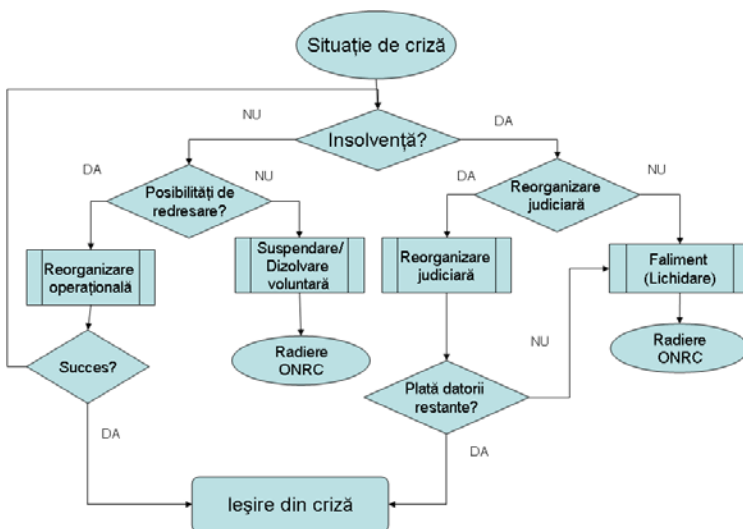 Situație de criză
NU
DA
Insolvență?
DA
NU
DA
NU
Posibilități de
redresare?
Reorganizare
judiciară
Reorganizare
operațională
Suspendare/
Dizolvare
voluntară
Reorganizare
judiciară
Faliment
(Lichidare)
Succes?
Radiere
ONRC
Plată datorii
restante?
NU
Radiere
ONRC
DA
DA
Ieşire din criză